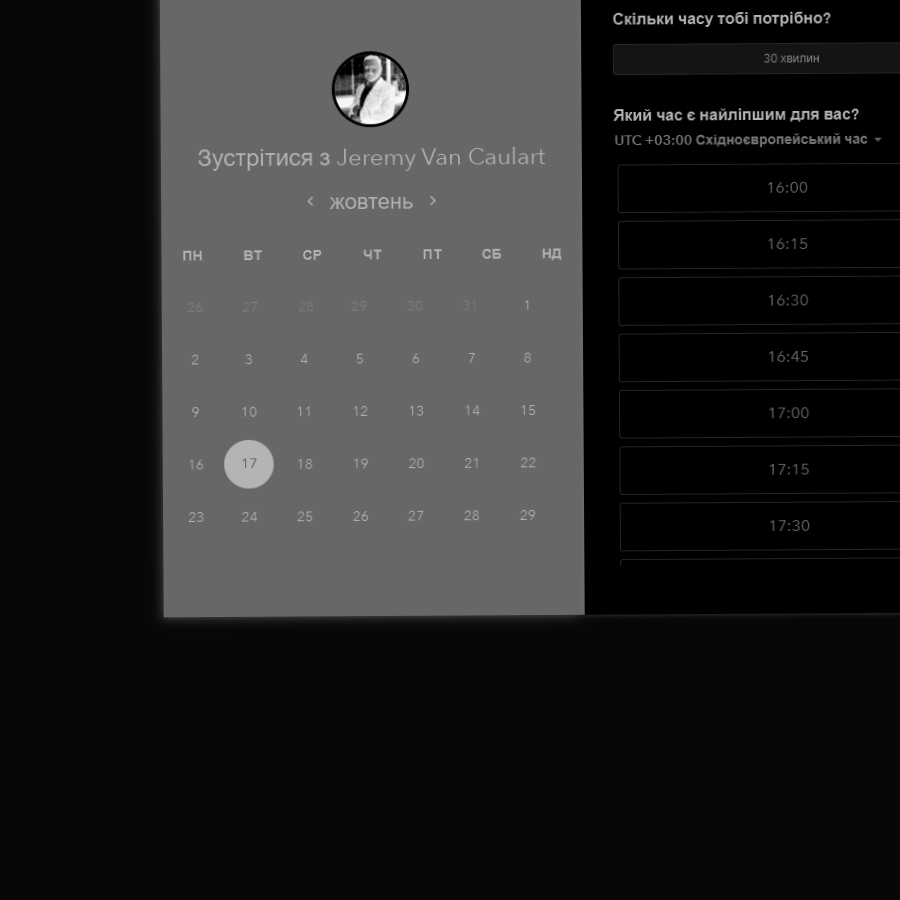 Зустрітися з Jeremy Van Caulart
‹ жовтень ›
ПН ВТ СР ЧТ ПТ СБ НД
26 27 28 29 30 31 1
2 3 4 5 6 7 8
9 10 11 12 13 14 15
16 17 18 19 20 21 22
23 24 25 26 27 28 29
Скільки часу тобі потрібно?
30 хвилин
Який час є найліпшим для вас?
UTC +03:00 Східноєвропейський час
16:00
16:15
16:30
16:45
17:00
17:15
17:30